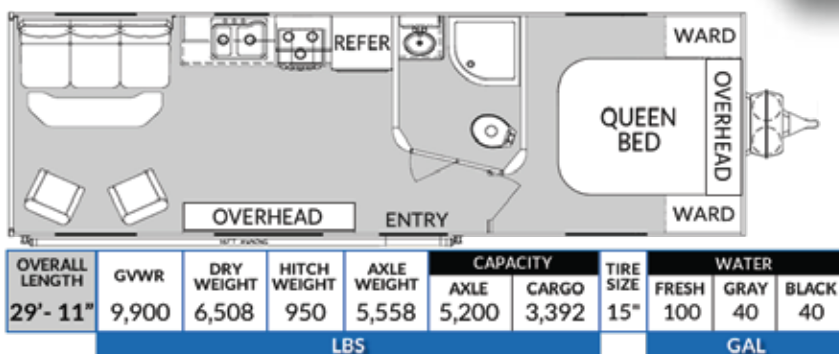 WARD
REFER
OVERHEAD
QUEEN
BED
OVERHEAD
ENTRY
WARD
OVERALL LENGTH
GVWR
DRY WEIGHT
HITCH WEIGHT
AXLE WEIGHT
CAPACITY
AXLE
CARGO
TIRE SIZE
WATER
FRESH
GRAY
BLACK
29'- 11"
9,900
6,508
950
5,558
5,200
3,392
15"
100
40
40
LBS
GAL